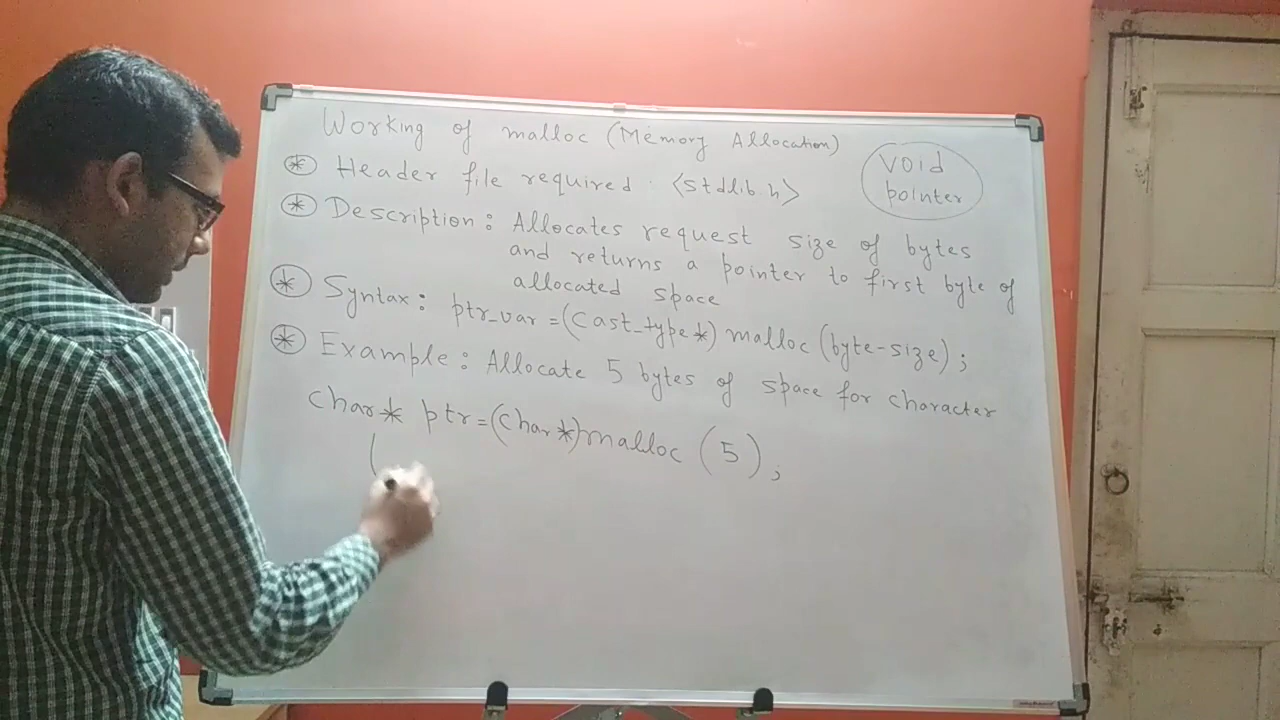 Working of malloc (Memory Allocation)
void
pointer
* Header file required : <stdlib.h>
* Description : Allocates request size of bytes
and returns a pointer to first byte of
allocated space
* Syntax : ptr_var = (cast_type*) malloc (byte-size);
* Example : Allocate 5 bytes of space for character
char* ptr = (char*) malloc (5);
(